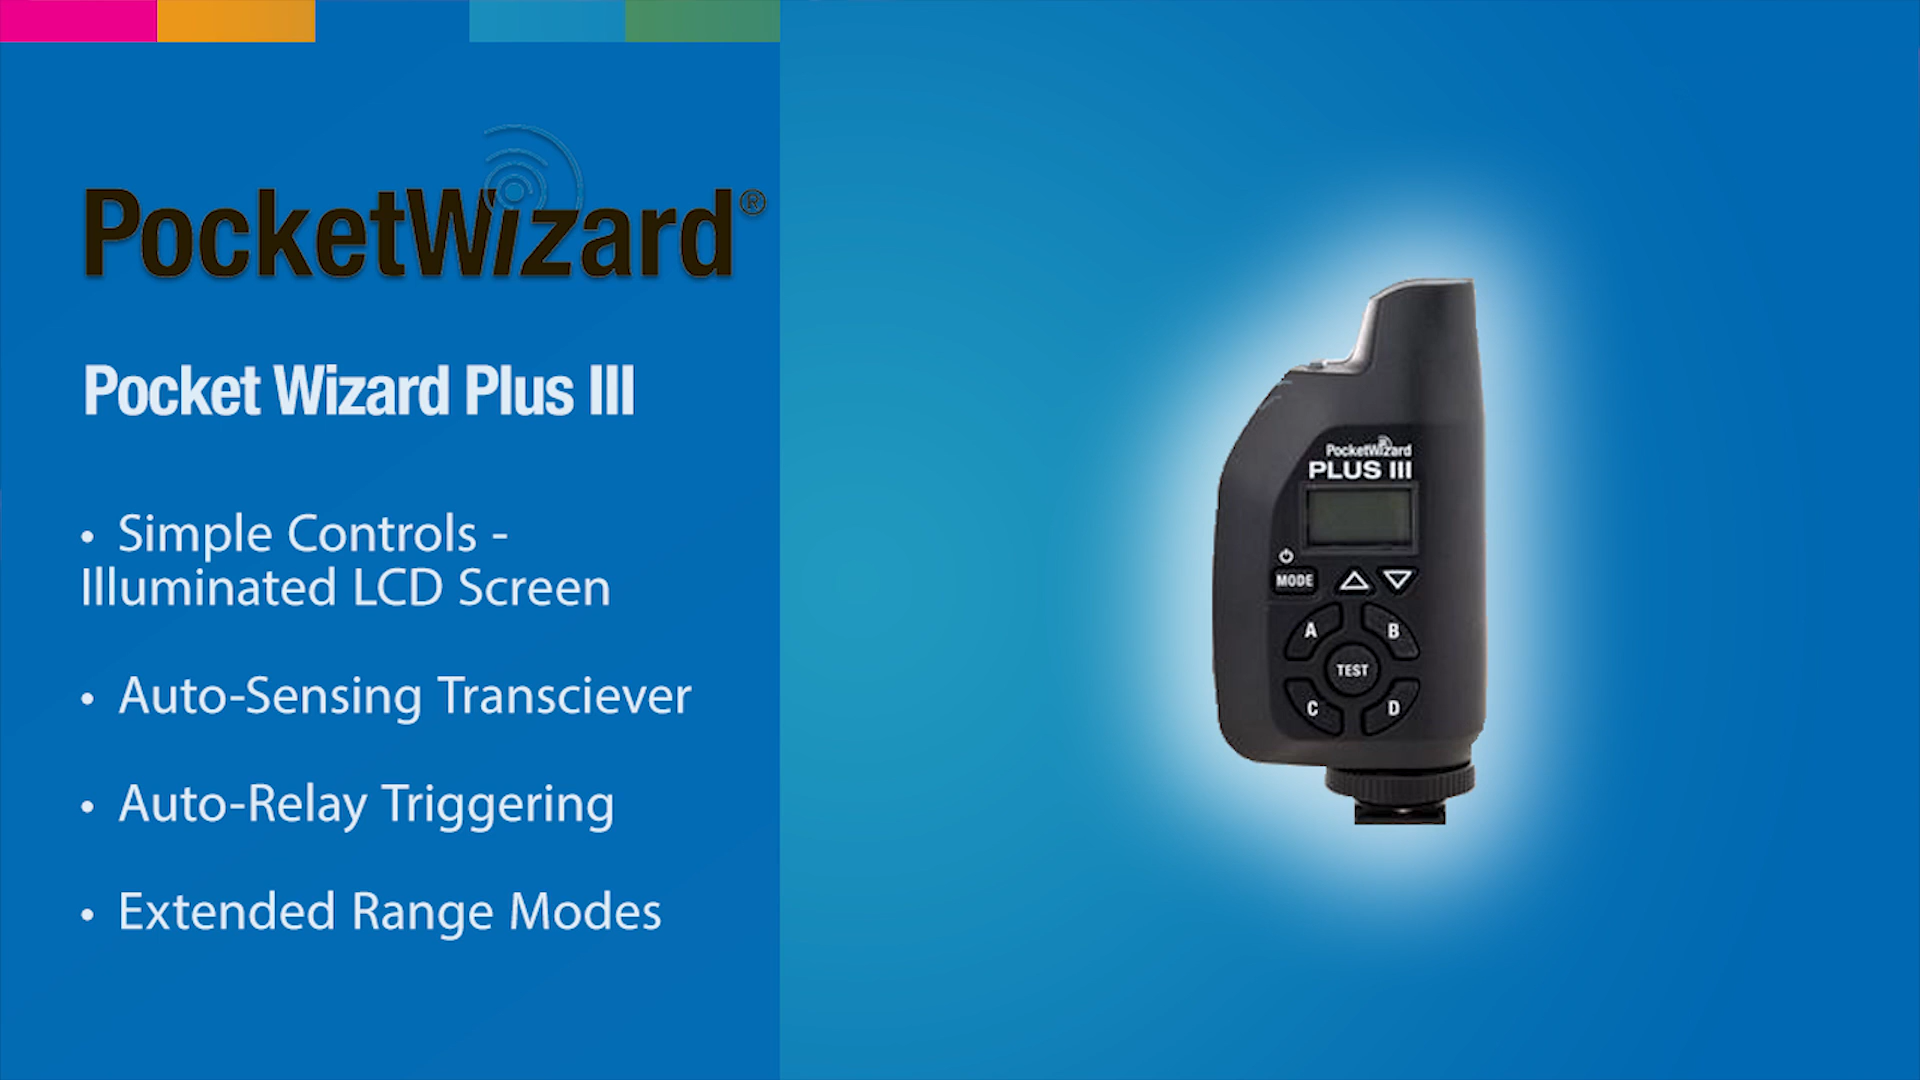 PocketWizard®
Pocket Wizard Plus III
• Simple Controls -
Illuminated LCD Screen
• Auto-Sensing Transciever
• Auto-Relay Triggering
• Extended Range Modes
PocketWizard
PLUS III
MODE
A B
TEST
C D